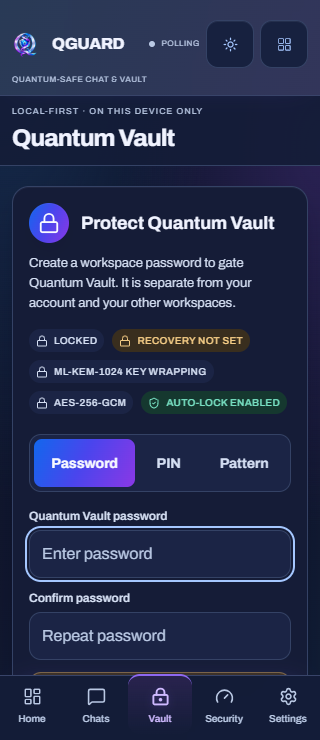 QGUARD
POLLING
QUANTUM-SAFE CHAT & VAULT
LOCAL-FIRST · ON THIS DEVICE ONLY
Quantum Vault
Protect Quantum Vault
Create a workspace password to gate
Quantum Vault. It is separate from your
account and your other workspaces.
LOCKED
RECOVERY NOT SET
ML-KEM-1024 KEY WRAPPING
AES-256-GCM
AUTO-LOCK ENABLED
Password
PIN
Pattern
Quantum Vault password
Enter password
Confirm password
Repeat password
Home
Chats
Vault
Security
Settings